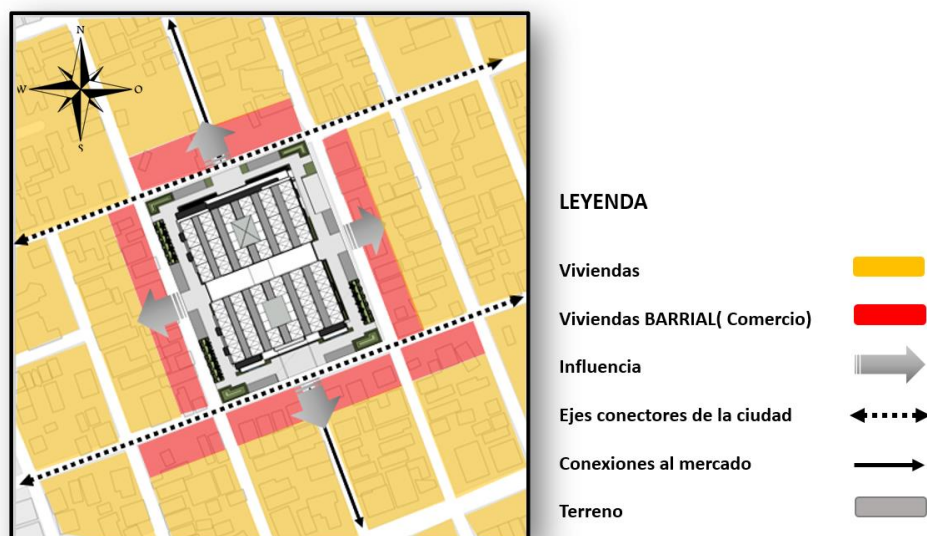 N
W
O
S
LEYENDA
Viviendas
Viviendas BARRIAL( Comercio)
Influencia
Ejes conectores de la ciudad
Conexiones al mercado
Terreno